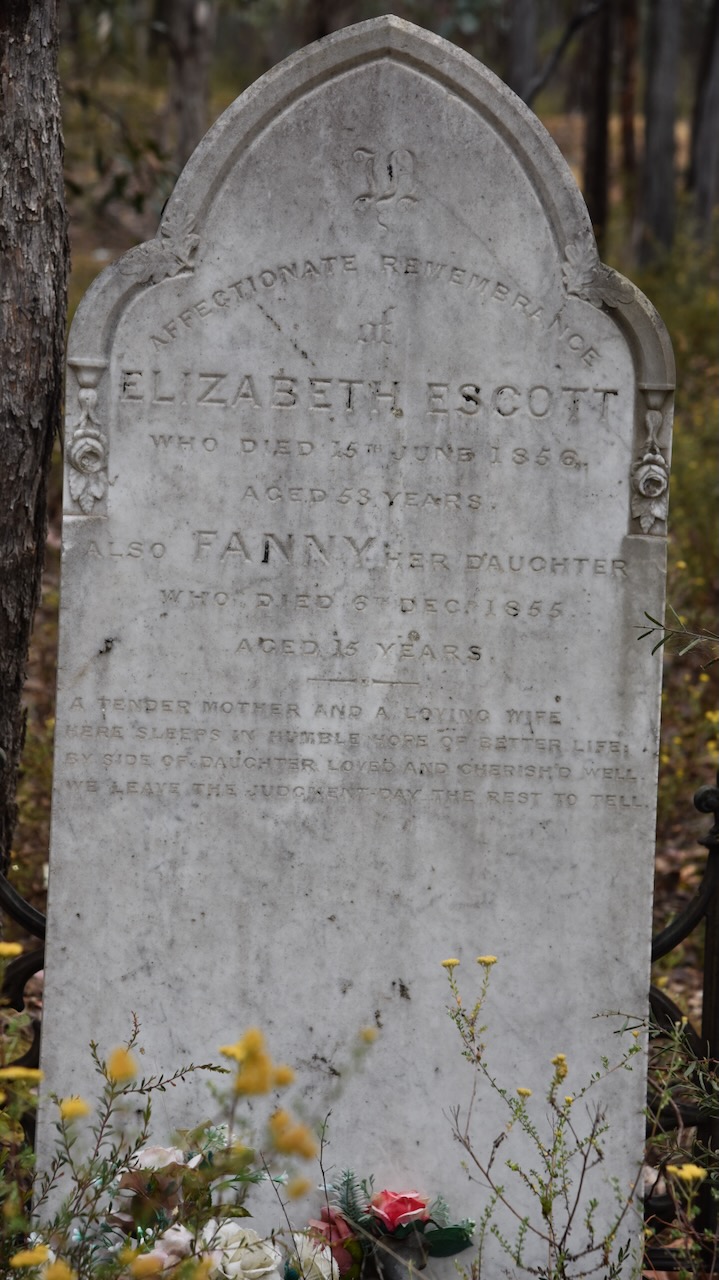 In
AFFECTIONATE REMEMBRANCE
of
ELIZABETH ESCOTT
WHO DIED 15TH JUNE 1856,
AGED 53 YEARS.
ALSO FANNY HER DAUGHTER
WHO DIED 6TH DECR 1855.
AGED 15 YEARS.
A TENDER MOTHER AND A LOVING WIFE
HERE SLEEPS IN HUMBLE HOPE OF BETTER LIFE;
BY SIDE OF DAUGHTER LOVED AND CHERISH'D WELL,
WE LEAVE THE JUDGMENT-DAY THE REST TO TELL.